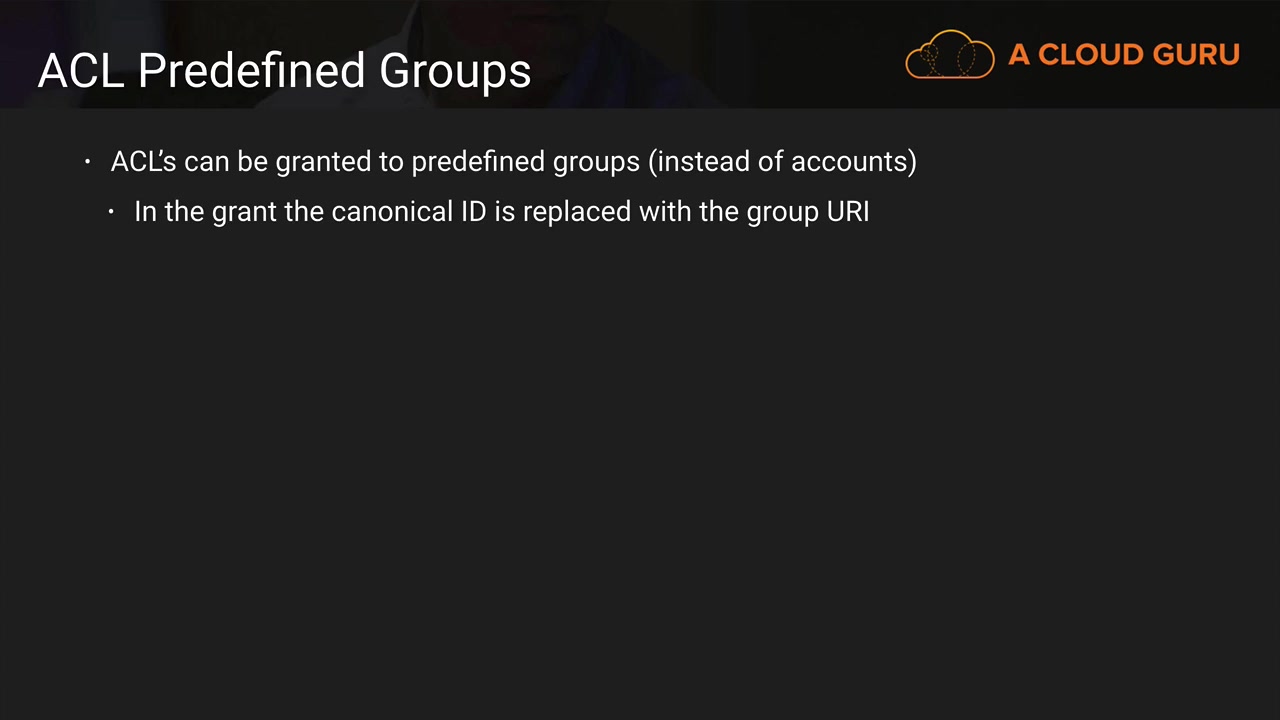 ACL Predefined Groups
A CLOUD GURU
· ACL’s can be granted to predefined groups (instead of accounts)
· In the grant the canonical ID is replaced with the group URI